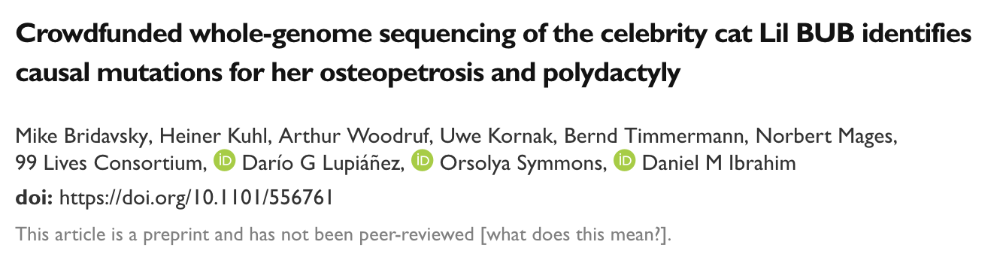 Crowdfunded whole-genome sequencing of the celebrity cat Lil BUB identifies
causal mutations for her osteopetrosis and polydactyly
Mike Bridavsky, Heiner Kuhl, Arthur Woodruf, Uwe Kornak, Bernd Timmermann, Norbert Mages,
99 Lives Consortium, iD Darío G Lupiáñez, iD Orsolya Symmons, iD Daniel M Ibrahim
doi: https://doi.org/10.1101/556761
This article is a preprint and has not been peer-reviewed [what does this mean?].